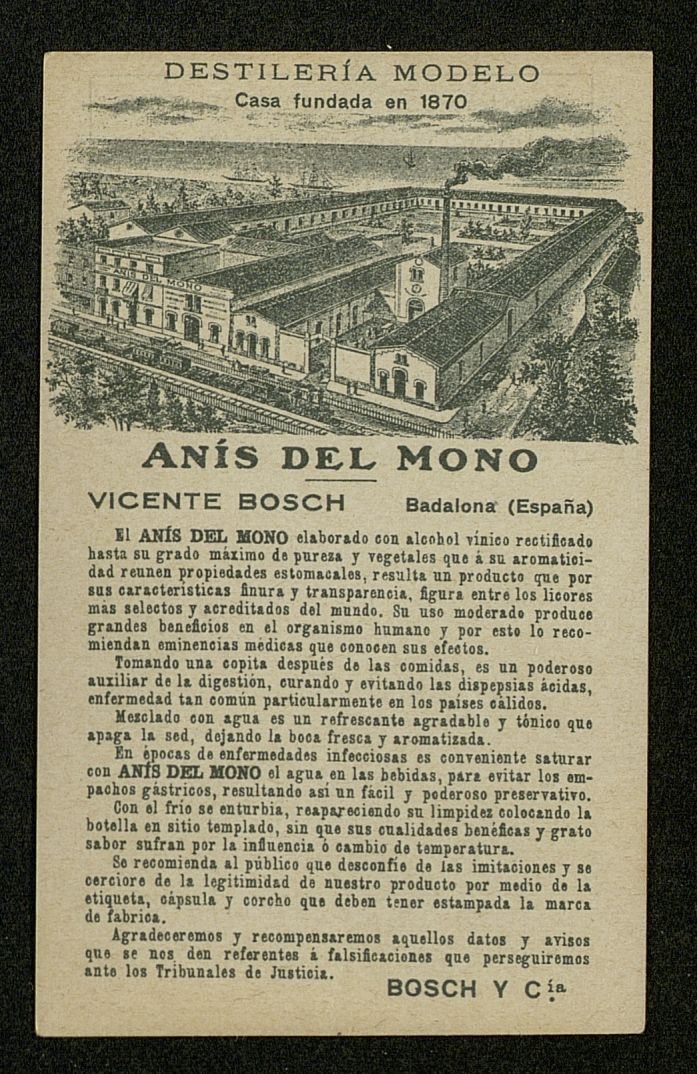 DESTILERÍA MODELO
Casa fundada en 1870
ANIS DEL MONO
ANÍS DEL MONO
VICENTE BOSCH Badalona (España)
El ANÍS DEL MONO elaborado con alcohol vínico rectificado
hasta su grado máximo de pureza y vegetales que á su aromatici-
dad reunen propiedades estomacales, resulta un producto que por
sus características finura y transparencia, figura entre los licores
más selectos y acreditados del mundo. Su uso moderado produce
grandes beneficios en el organismo humano y por esto lo reco-
miendan eminencias médicas que conocen sus efectos.
Tomando una copita después de las comidas, es un poderoso
auxiliar de la digestión, curando y evitando las dispepsias ácidas,
enfermedad tan común particularmente en los países cálidos.
Mezclado con agua es un refrescante agradable y tónico que
apaga la sed, dejando la boca fresca y aromatizada.
En épocas de enfermedades infecciosas es conveniente saturar
con ANÍS DEL MONO el agua en las bebidas, para evitar los em-
pachos gástricos, resultando así un fácil y poderoso preservativo.
Con el frío se enturbia, reapareciendo su limpidez colocando la
botella en sitio templado, sin que sus cualidades benéficas y grato
sabor sufran por la influencia ó cambio de temperatura.
Se recomienda al público que desconfíe de las imitaciones y se
cerciore de la legitimidad de nuestro producto por medio de la
etiqueta, cápsula y corcho que deben tener estampada la marca
de fabrica.
Agradeceremos y recompensaremos aquellos datos y avisos
que se nos den referentes á falsificaciones que perseguiremos
ante los Tribunales de Justicia.
BOSCH Y Cía.